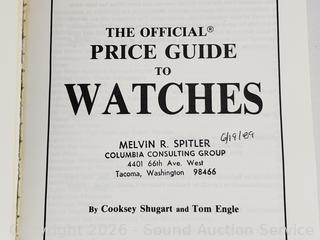 THE OFFICIAL®
PRICE GUIDE
TO
WATCHES
6/19/89
MELVIN R. SPITLER
COLUMBIA CONSULTING GROUP
4401 66th Ave. West
Tacoma, Washington 98466
By Cooksey Shugart and Tom Engle
Copyright © 2026 - Sound Auction Service